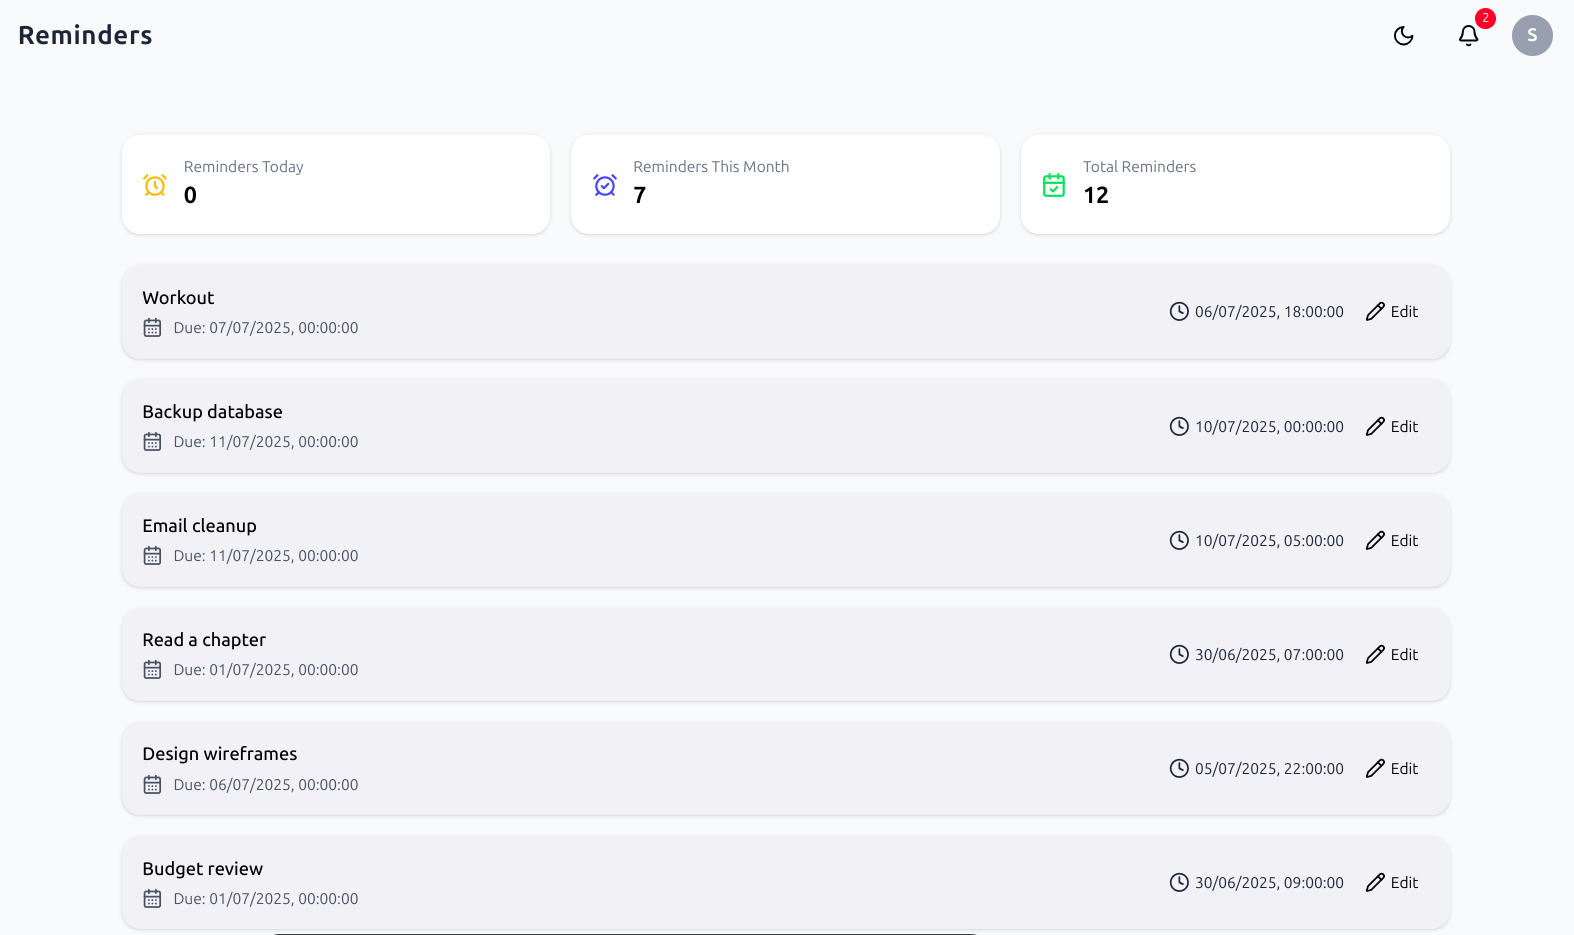 Reminders
2
S
Reminders Today
0
Reminders This Month
7
Total Reminders
12
Workout
Due: 07/07/2025, 00:00:00
06/07/2025, 18:00:00 Edit
Backup database
Due: 11/07/2025, 00:00:00
10/07/2025, 00:00:00 Edit
Email cleanup
Due: 11/07/2025, 00:00:00
10/07/2025, 05:00:00 Edit
Read a chapter
Due: 01/07/2025, 00:00:00
30/06/2025, 07:00:00 Edit
Design wireframes
Due: 06/07/2025, 00:00:00
05/07/2025, 22:00:00 Edit
Budget review
Due: 01/07/2025, 00:00:00
30/06/2025, 09:00:00 Edit